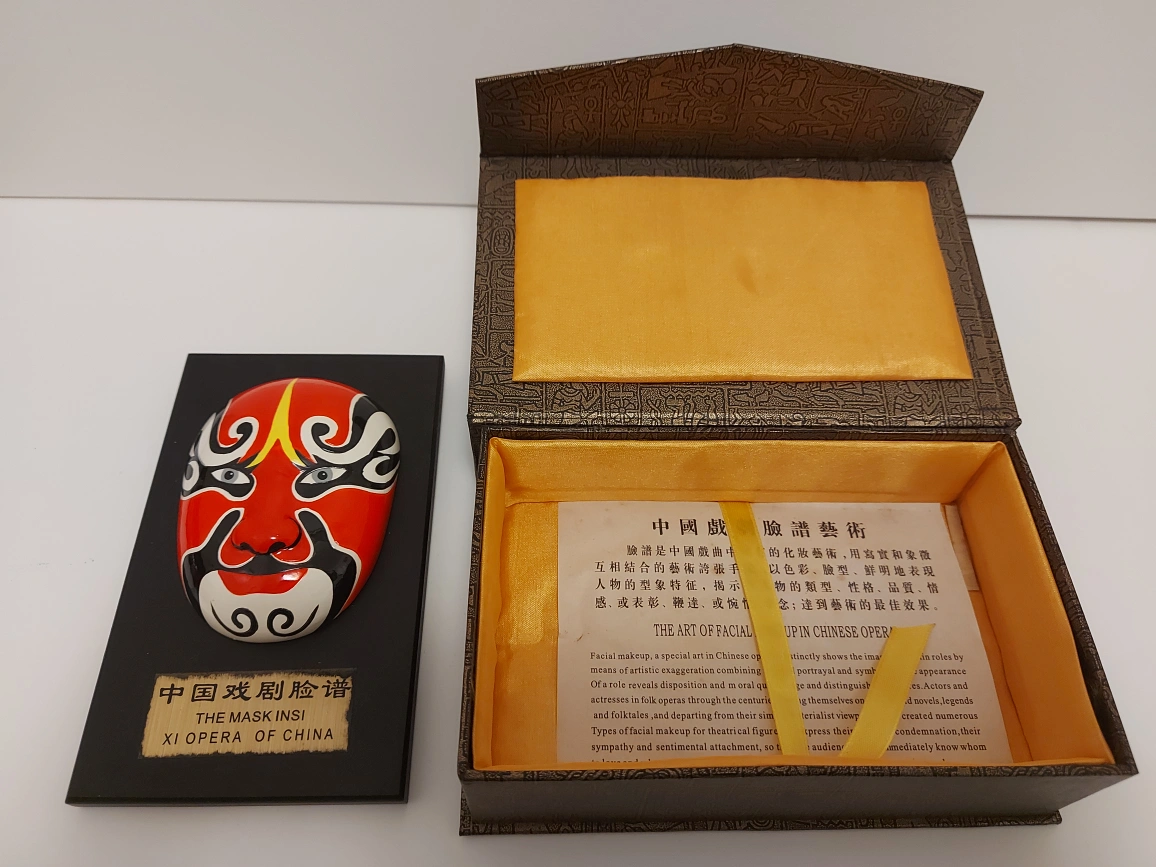 中国戏剧脸谱
THE MASK INSI
XI OPERA OF CHINA
中國戲 臉譜藝術
臉譜是中國戲曲中 的化妝藝術,用寫實和象徵
互相結合的藝術誇張手 以色彩、臉型、鮮明地表現
人物的型象特征,揭示 物的類型、性格、品質、情
感、或表彰、鞭達、或惋 念;達到藝術的最佳效果。
THE ART OF FACIAL UP IN CHINESE OPERA
Facial makeup, a special art in Chinese op tinctly shows the ima in roles by
means of artistic exaggeration combining portrayal and symb appearance
Of a role reveals disposition and m oral qu ge and distinguish es.Actors and
actresses in folk operas through the centurie ng themselves on d novels,legends
and folktales ,and departing from their sim terialist view created numerous
Types of facial makeup for theatrical figure xpress thei condemnation,their
sympathy and sentimental attachment, so t audien mediately know whom